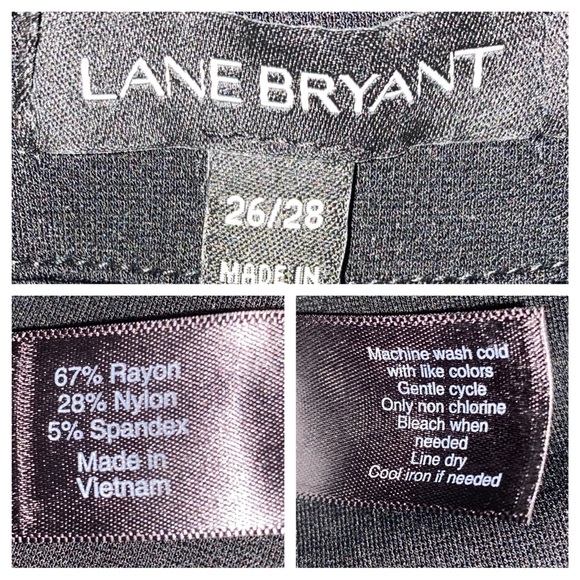 LANE BRYANT
26/28
MADE IN
67% Rayon
28% Nylon
5% Spandex
Made in
Vietnam
Machine wash cold
with like colors
Gentle cycle
Only non chlorine
Bleach when
needed
Line dry
Cool iron if needed